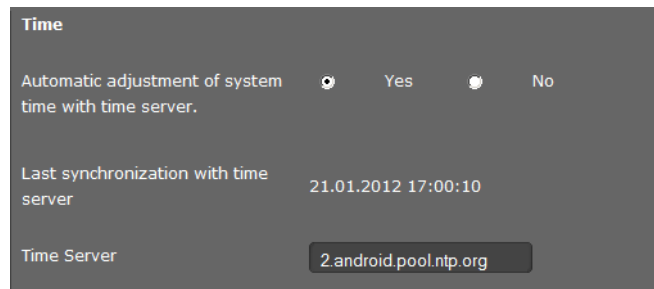 Time
Automatic adjustment of system Yes No
time with time server.
Last synchronization with time
server 21.01.2012 17:00:10
Time Server 2.android.pool.ntp.org